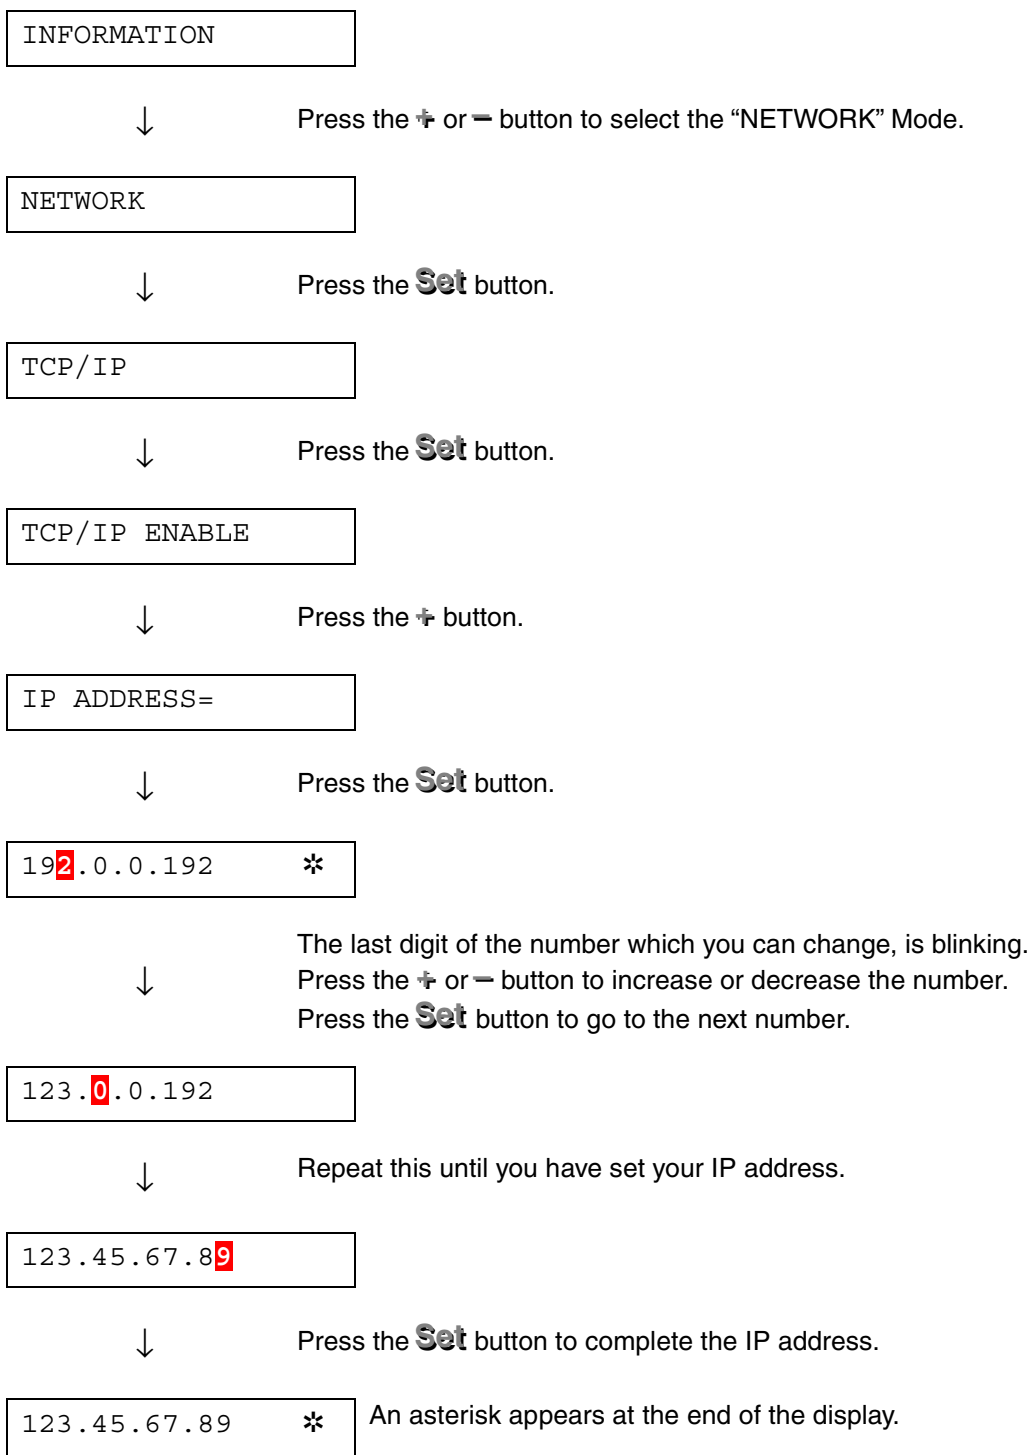 INFORMATION
↓ Press the + or − button to select the “NETWORK” Mode.
NETWORK
↓ Press the Set button.
TCP/IP
↓ Press the Set button.
TCP/IP ENABLE
↓ Press the + button.
IP ADDRESS=
↓ Press the Set button.
192.0.0.192 ✲
The last digit of the number which you can change, is blinking.
↓ Press the + or − button to increase or decrease the number.
Press the Set button to go to the next number.
123.0.0.192
↓ Repeat this until you have set your IP address.
123.45.67.89
↓ Press the Set button to complete the IP address.
123.45.67.89 ✲ An asterisk appears at the end of the display.